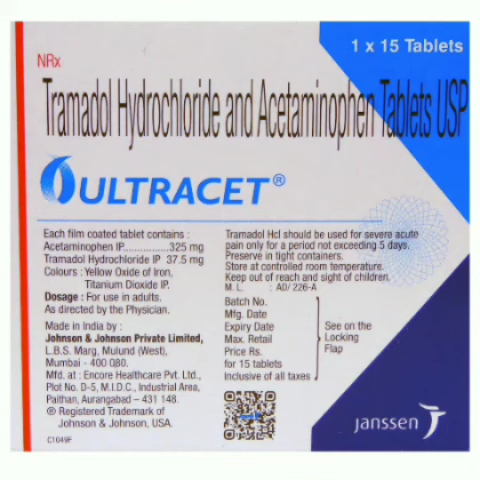 1 x 15 Tablets
NRx
Tramadol Hydrochloride and Acetaminophen Tablets USP
ULTRACET®
Each film coated tablet contains :
Acetaminophen IP...............325 mg
Tramadol Hydrochloride IP 37.5 mg
Colours : Yellow Oxide of Iron,
Titanium Dioxide IP.
Dosage : For use in adults.
As directed by the Physician.
Made in India by :
Johnson & Johnson Private Limited,
L.B.S. Marg, Mulund (West),
Mumbai - 400 080.
Mfd. at : Encore Healthcare Pvt. Ltd.,
Plot No. D-5, M.I.D.C., Industrial Area,
Paithan, Aurangabad – 431 148.
® Registered Trademark of
Johnson & Johnson, USA.
C1049F
Tramadol Hcl should be used for severe acute
pain only for a period not exceeding 5 days.
Preserve in tight containers.
Store at controlled room temperature.
Keep out of reach and sight of children.
M. L. : AD/ 226-A
Batch No.
Mfg. Date
Expiry Date
Max. Retail
Price Rs.
for 15 tablets
Inclusive of all taxes
See on the
Locking
Flap
janssen